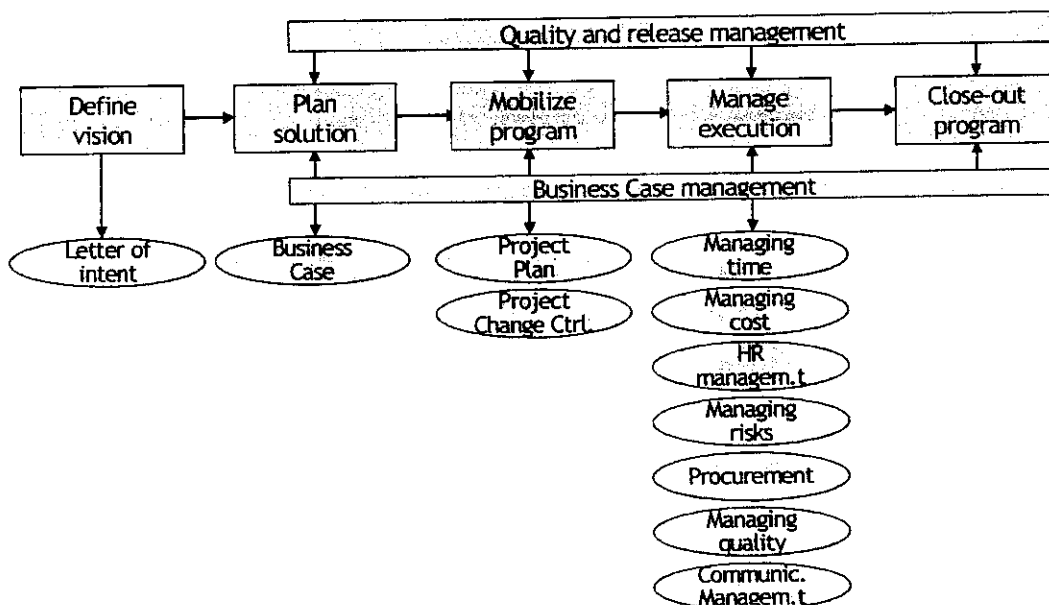 Quality and release management
Define
vision
Plan
solution
Mobilize
program
Manage
execution
Close-out
program
Business Case management
Letter of
intent
Business
Case
Project
Plan
Project
Change Ctrl.
Managing
time
Managing
cost
HR
managem.t
Managing
risks
Procurement
Managing
quality
Communic.
Managem.t